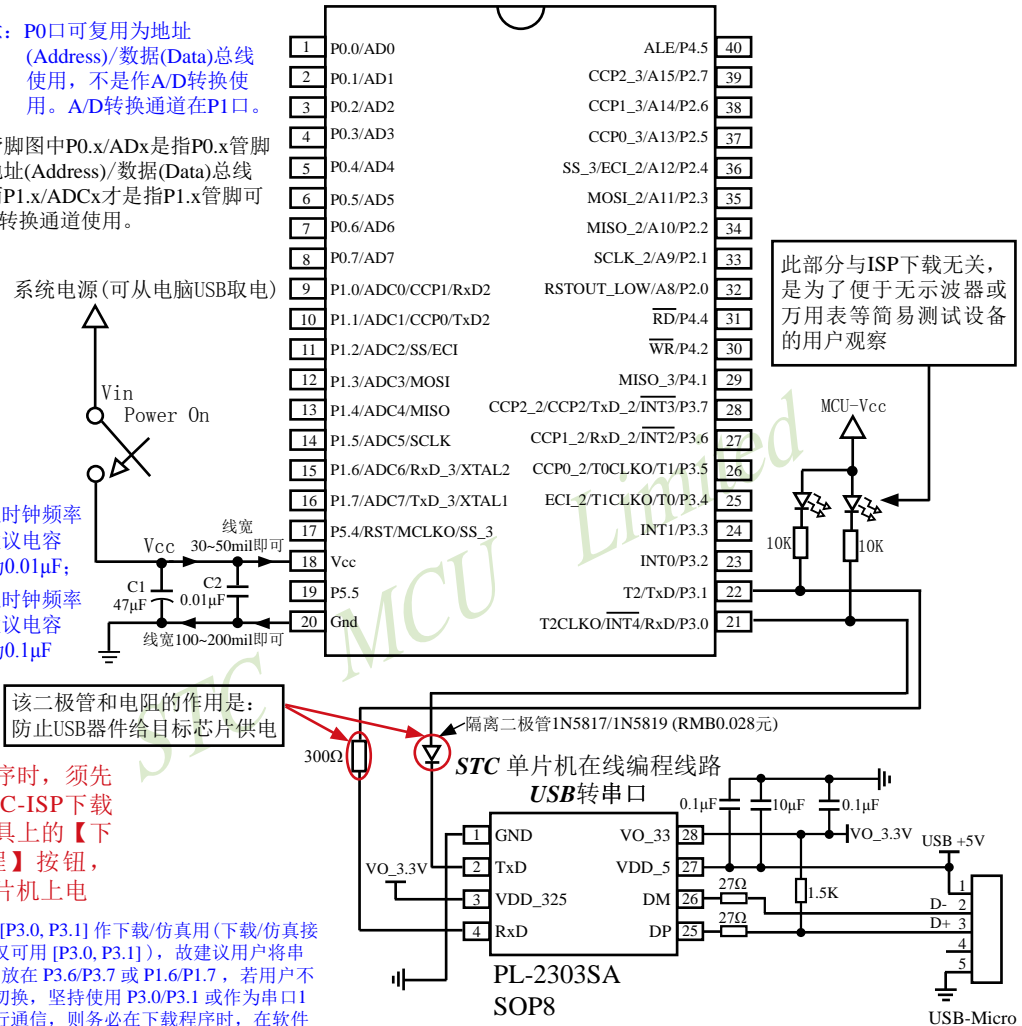 ：P0口可复用为地址
(Address)/数据(Data)总线
使用，不是作A/D转换使
用。A/D转换通道在P1口。
脚图中P0.x/ADx是指P0.x管脚
址(Address)/数据(Data)总线
P1.x/ADCx才是指P1.x管脚可
转换通道使用。
1 P0.0/AD0
2 P0.1/AD1
3 P0.2/AD2
4 P0.3/AD3
5 P0.4/AD4
6 P0.5/AD5
7 P0.6/AD6
8 P0.7/AD7
9 P1.0/ADC0/CCP1/RxD2
10 P1.1/ADC1/CCP0/TxD2
11 P1.2/ADC2/SS/ECI
12 P1.3/ADC3/MOSI
13 P1.4/ADC4/MISO
14 P1.5/ADC5/SCLK
15 P1.6/ADC6/RxD_3/XTAL2
16 P1.7/ADC7/TxD_3/XTAL1
17 P5.4/RST/MCLKO/SS_3
18 Vcc
19 P5.5
20 Gnd
ALE/P4.5 40
CCP2_3/A15/P2.7 39
CCP1_3/A14/P2.6 38
CCP0_3/A13/P2.5 37
SS_3/ECI_2/A12/P2.4 36
MOSI_2/A11/P2.3 35
MISO_2/A10/P2.2 34
SCLK_2/A9/P2.1 33
RSTOUT_LOW/A8/P2.0 32
RD/P4.4 31
WR/P4.2 30
MISO_3/P4.1 29
CCP2_2/CCP2/TxD_2/INT3/P3.7 28
CCP1_2/RxD_2/INT2/P3.6 27
CCP0_2/T0CLKO/T1/P3.5 26
ECI_2/T1CLKO/T0/P3.4 25
INT1/P3.3 24
INT0/P3.2 23
T2/TxD/P3.1 22
T2CLKO/INT4/RxD/P3.0 21
此部分与ISP下载无关，
是为了便于无示波器或
万用表等简易测试设备
的用户观察
MCU-Vcc
10K
10K
系统电源(可从电脑USB取电)
Vin
Power On
时钟频率
议电容
0.01μF；
时钟频率
议电容
0.1μF
Vcc
线宽
30~50mil即可
C1
47μF
C2
0.01μF
线宽100~200mil即可
STC MCU Limited
该二极管和电阻的作用是：
防止USB器件给目标芯片供电
300Ω
隔离二极管1N5817/1N5819 (RMB0.028元)
STC 单片机在线编程线路
USB转串口
序时，须先
C-ISP下载
具上的【下
程】按钮，
片机上电
VO_3.3V
1 GND
2 TxD
3 VDD_325
4 RxD
VO_33 28
VDD_5 27
DM 26
DP 25
PL-2303SA
SOP8
0.1μF
10μF
0.1μF
VO_3.3V
27Ω
27Ω
1.5K
USB +5V
1
D- 2
D+ 3
4
5
USB-Micro
[P3.0, P3.1] 作下载/仿真用(下载/仿真接
仅可用 [P3.0, P3.1] )，故建议用户将串
放在 P3.6/P3.7 或 P1.6/P1.7 ，若用户不
切换，坚持使用 P3.0/P3.1 或作为串口1
行通信，则务必在下载程序时，在软件